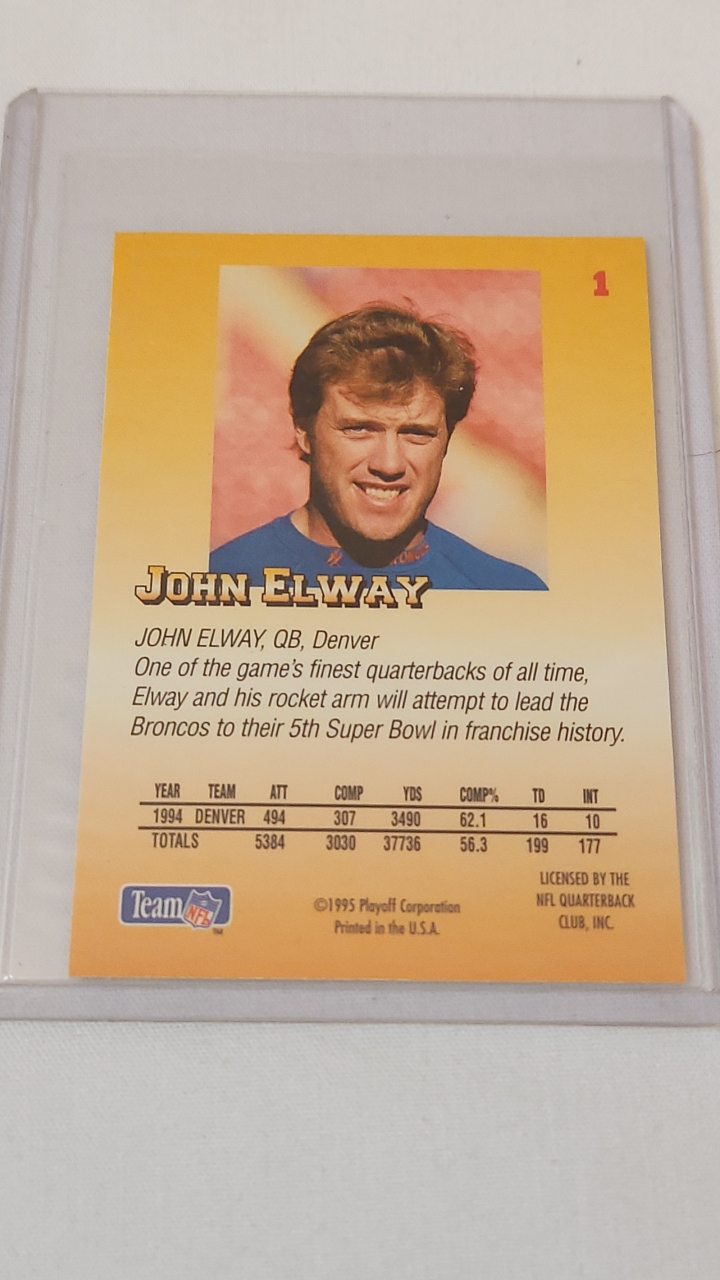 1
JOHN ELWAY
JOHN ELWAY, QB, Denver
One of the game's finest quarterbacks of all time,
Elway and his rocket arm will attempt to lead the
Broncos to their 5th Super Bowl in franchise history.
YEAR TEAM ATT COMP YDS COMP% TD INT
1994 DENVER 494 307 3490 62.1 16 10
TOTALS 5384 3030 37736 56.3 199 177
Team NFL TM
©1995 Playoff Corporation
Printed in the U.S.A.
LICENSED BY THE
NFL QUARTERBACK
CLUB, INC.